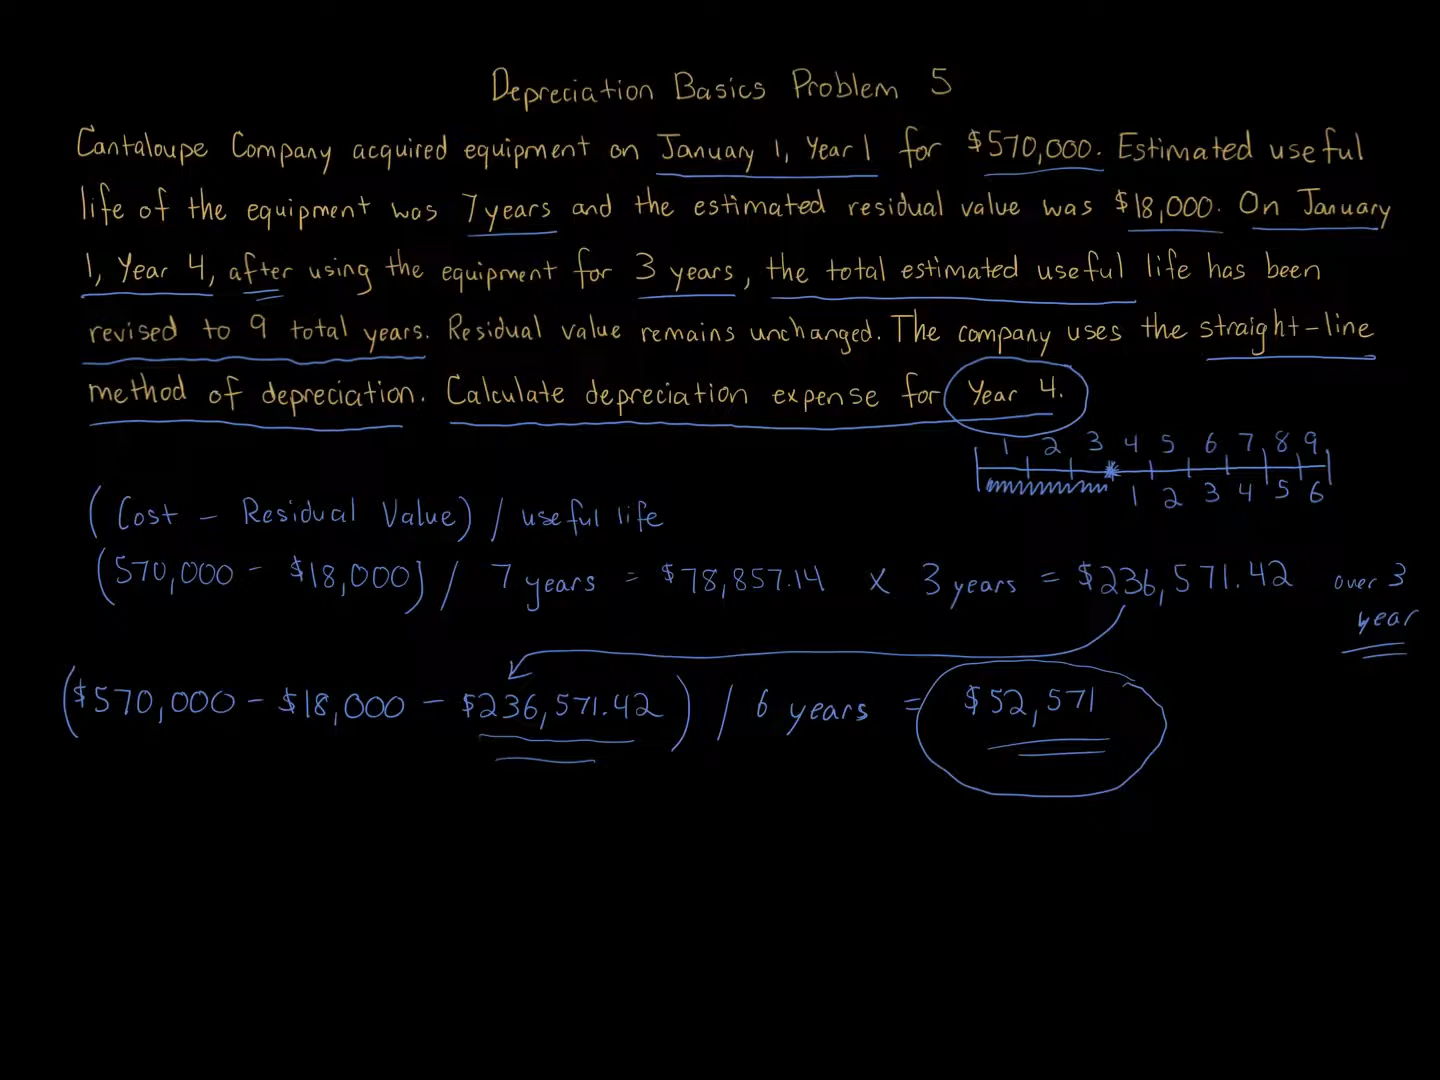 Depreciation Basics Problem 5
Cantaloupe Company acquired equipment on January 1, Year 1 for $570,000. Estimated useful
life of the equipment was 7 years and the estimated residual value was $18,000. On January
1, Year 4, after using the equipment for 3 years, the total estimated useful life has been
revised to 9 total years. Residual value remains unchanged. The company uses the straight-line
method of depreciation. Calculate depreciation expense for Year 4.
1 2 3 4 5 6 7 8 9
1 2 3 4 5 6
(Cost - Residual Value) / useful life
(570,000 - $18,000) / 7 years = $78,857.14 x 3 years = $236,571.42 over 3
year
($570,000 - $18,000 - $236,571.42) / 6 years = $52,571